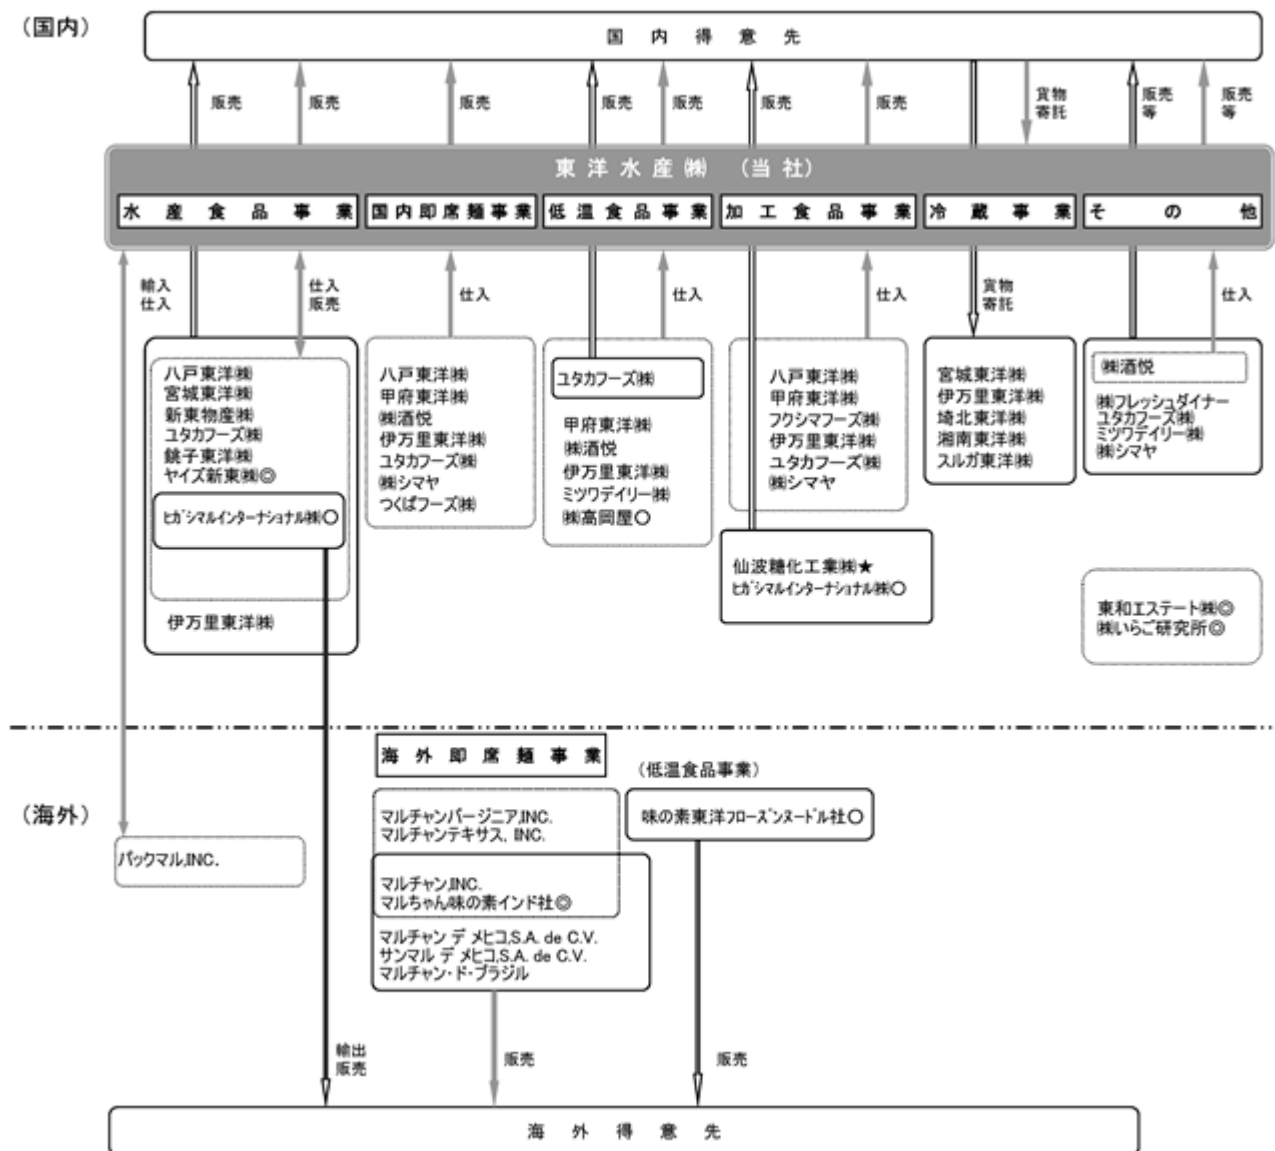 （国内）
国内得意先
販売
販売
販売
販売
販売
販売
販売
貨物
寄託
販売
等
販売
等
東洋水産㈱　（当社）
水産食品事業
国内即席麺事業
低温食品事業
加工食品事業
冷蔵事業
その他
輸入
仕入
仕入
販売
仕入
仕入
仕入
貨物
寄託
仕入
八戸東洋㈱
宮城東洋㈱
新東物産㈱
ユタカフーズ㈱
銚子東洋㈱
ヤイズ新東㈱◎
ヒガシマルインターナショナル㈱○
伊万里東洋㈱
八戸東洋㈱
甲府東洋㈱
㈱酒悦
伊万里東洋㈱
ユタカフーズ㈱
㈱シマヤ
つくばフーズ㈱
ユタカフーズ㈱
甲府東洋㈱
㈱酒悦
伊万里東洋㈱
ミツワデイリー㈱
㈱高岡屋○
八戸東洋㈱
甲府東洋㈱
フクシマフーズ㈱
伊万里東洋㈱
ユタカフーズ㈱
㈱シマヤ
仙波糖化工業㈱★
ヒガシマルインターナショナル㈱○
宮城東洋㈱
伊万里東洋㈱
埼北東洋㈱
湘南東洋㈱
スルガ東洋㈱
㈱酒悦
㈱フレッシュダイナー
ユタカフーズ㈱
ミツワデイリー㈱
㈱シマヤ
東和エステート㈱◎
㈱いらご研究所◎
（海外）
海外即席麺事業
（低温食品事業）
パックマル,INC.
マルチャンバージニア,INC.
マルチャンテキサス, INC.
マルチャン,INC.
マルちゃん味の素インド社◎
マルチャン デ メヒコ,S.A. de C.V.
サンマル デ メヒコ,S.A. de C.V.
マルチャン・ド・ブラジル
味の素東洋フローズンヌードル社○
輸出
販売
販売
販売
海外得意先